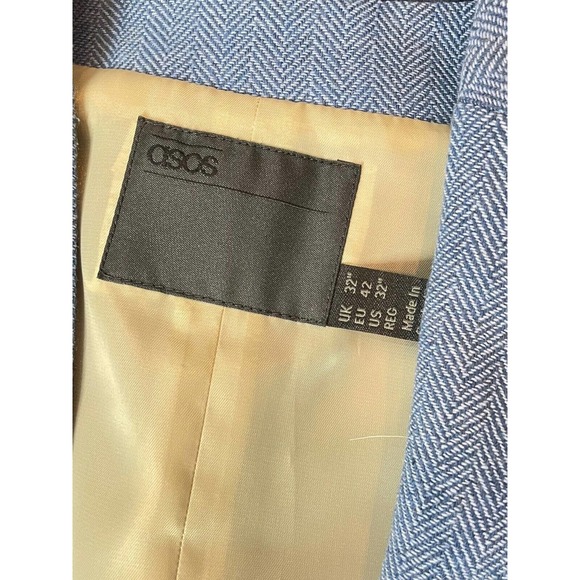 asos
UK 32"
EU 42
US 32"
REG
Made In